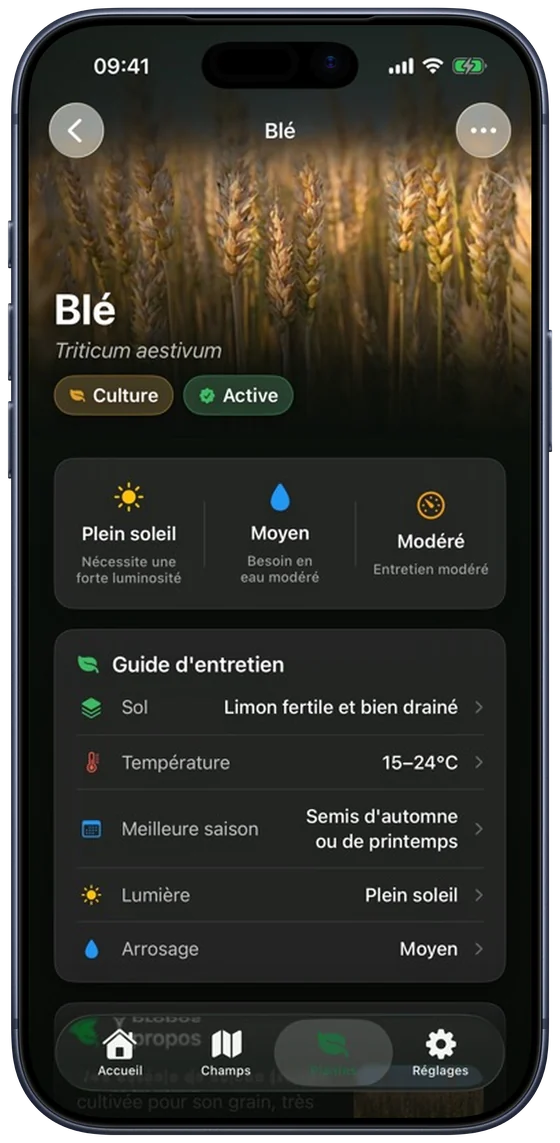 09:41
Blé
Blé
Triticum aestivum
Culture
Active
Plein soleil
Nécessite une
forte luminosité
Moyen
Besoin en
eau modéré
Modéré
Entretien modéré
Guide d'entretien
Sol
Limon fertile et bien drainé
Température
15–24°C
Meilleure saison
Semis d'automne
ou de printemps
Lumière
Plein soleil
Arrosage
Moyen
propos
Accueil
Champs
Réglages
cultivée pour son grain, très